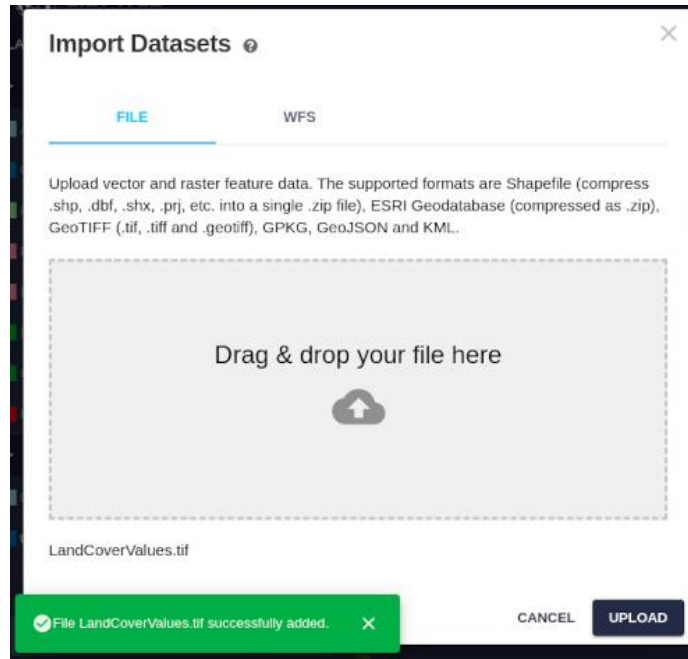 Import Datasets
FILE WFS
Upload vector and raster feature data. The supported formats are Shapefile (compress
.shp, .dbf, .shx, .prj, etc. into a single .zip file), ESRI Geodatabase (compressed as .zip),
GeoTIFF (.tif, .tiff and .geotiff), GPKG, GeoJSON and KML.
Drag & drop your file here
LandCoverValues.tif
File LandCoverValues.tif successfully added.
CANCEL UPLOAD